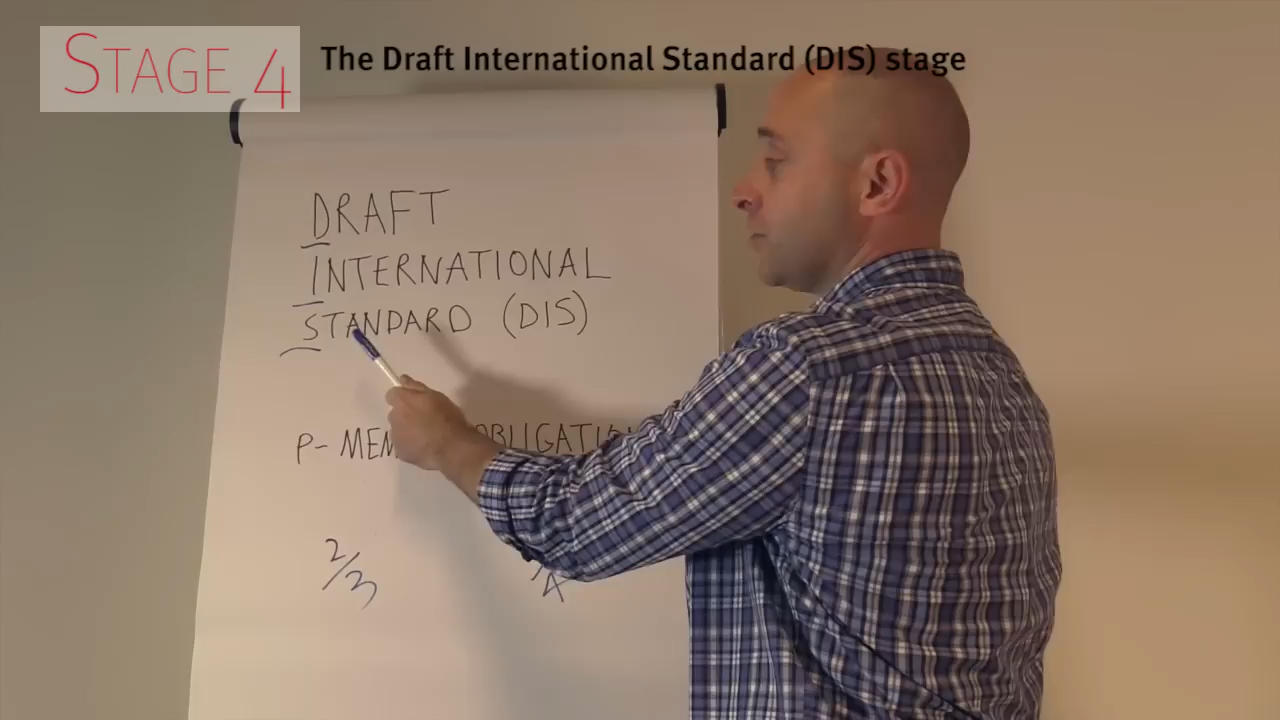 STAGE 4
The Draft International Standard (DIS) stage
DRAFT
INTERNATIONAL
STANDARD (DIS)
P-
2/3